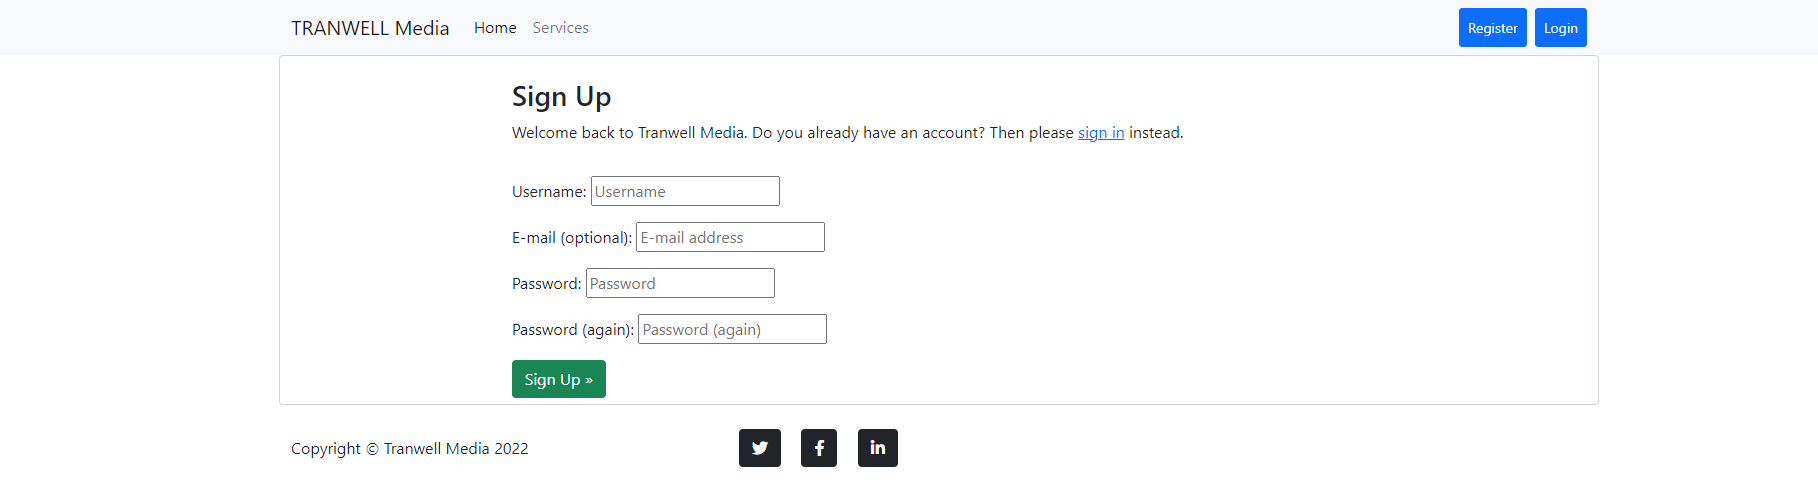 TRANWELL Media Home Services Register Login
Sign Up
Welcome back to Tranwell Media. Do you already have an account? Then please sign in instead.
Username: Username
E-mail (optional): E-mail address
Password: Password
Password (again): Password (again)
Sign Up »
Copyright © Tranwell Media 2022